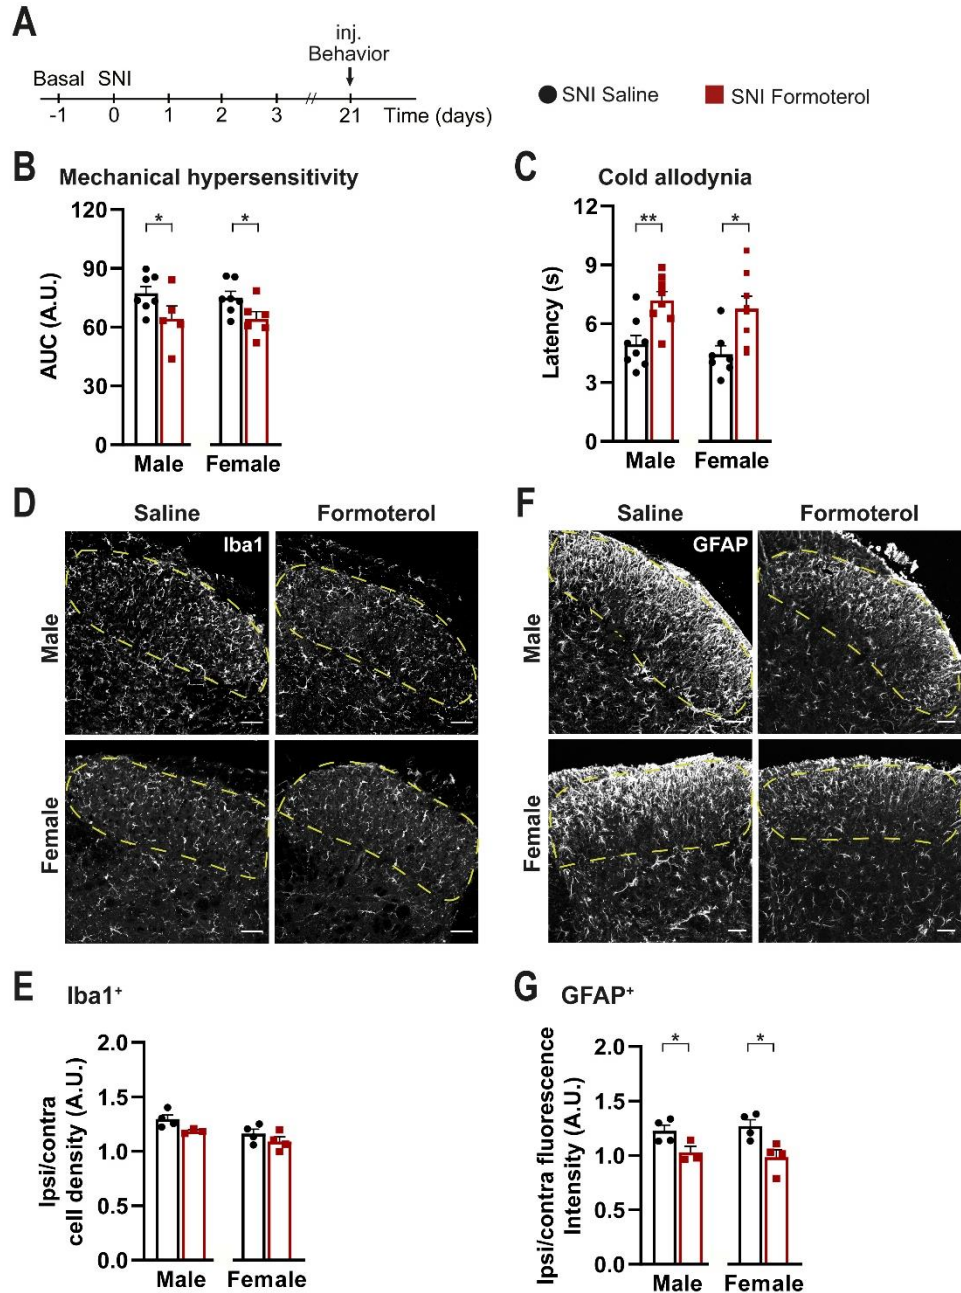 A
inj.
Behavior
Basal SNI
-1 0 1 2 3 // 21 Time (days)
SNI Saline
SNI Formoterol
B Mechanical hypersensitivity
AUC (A.U.)
120
90
60
30
0
*
*
Male Female
C Cold allodynia
Latency (s)
12
9
6
3
0
**
*
Male Female
D
Saline Formoterol
Iba1
Male
Female
F
Saline Formoterol
GFAP
Male
Female
E Iba1+
Ipsi/contra
cell density (A.U.)
2.0
1.5
1.0
0.5
0.0
Male Female
G GFAP+
Ipsi/contra fluorescence
Intensity (A.U.)
2.0
1.5
1.0
0.5
0.0
*
*
Male Female